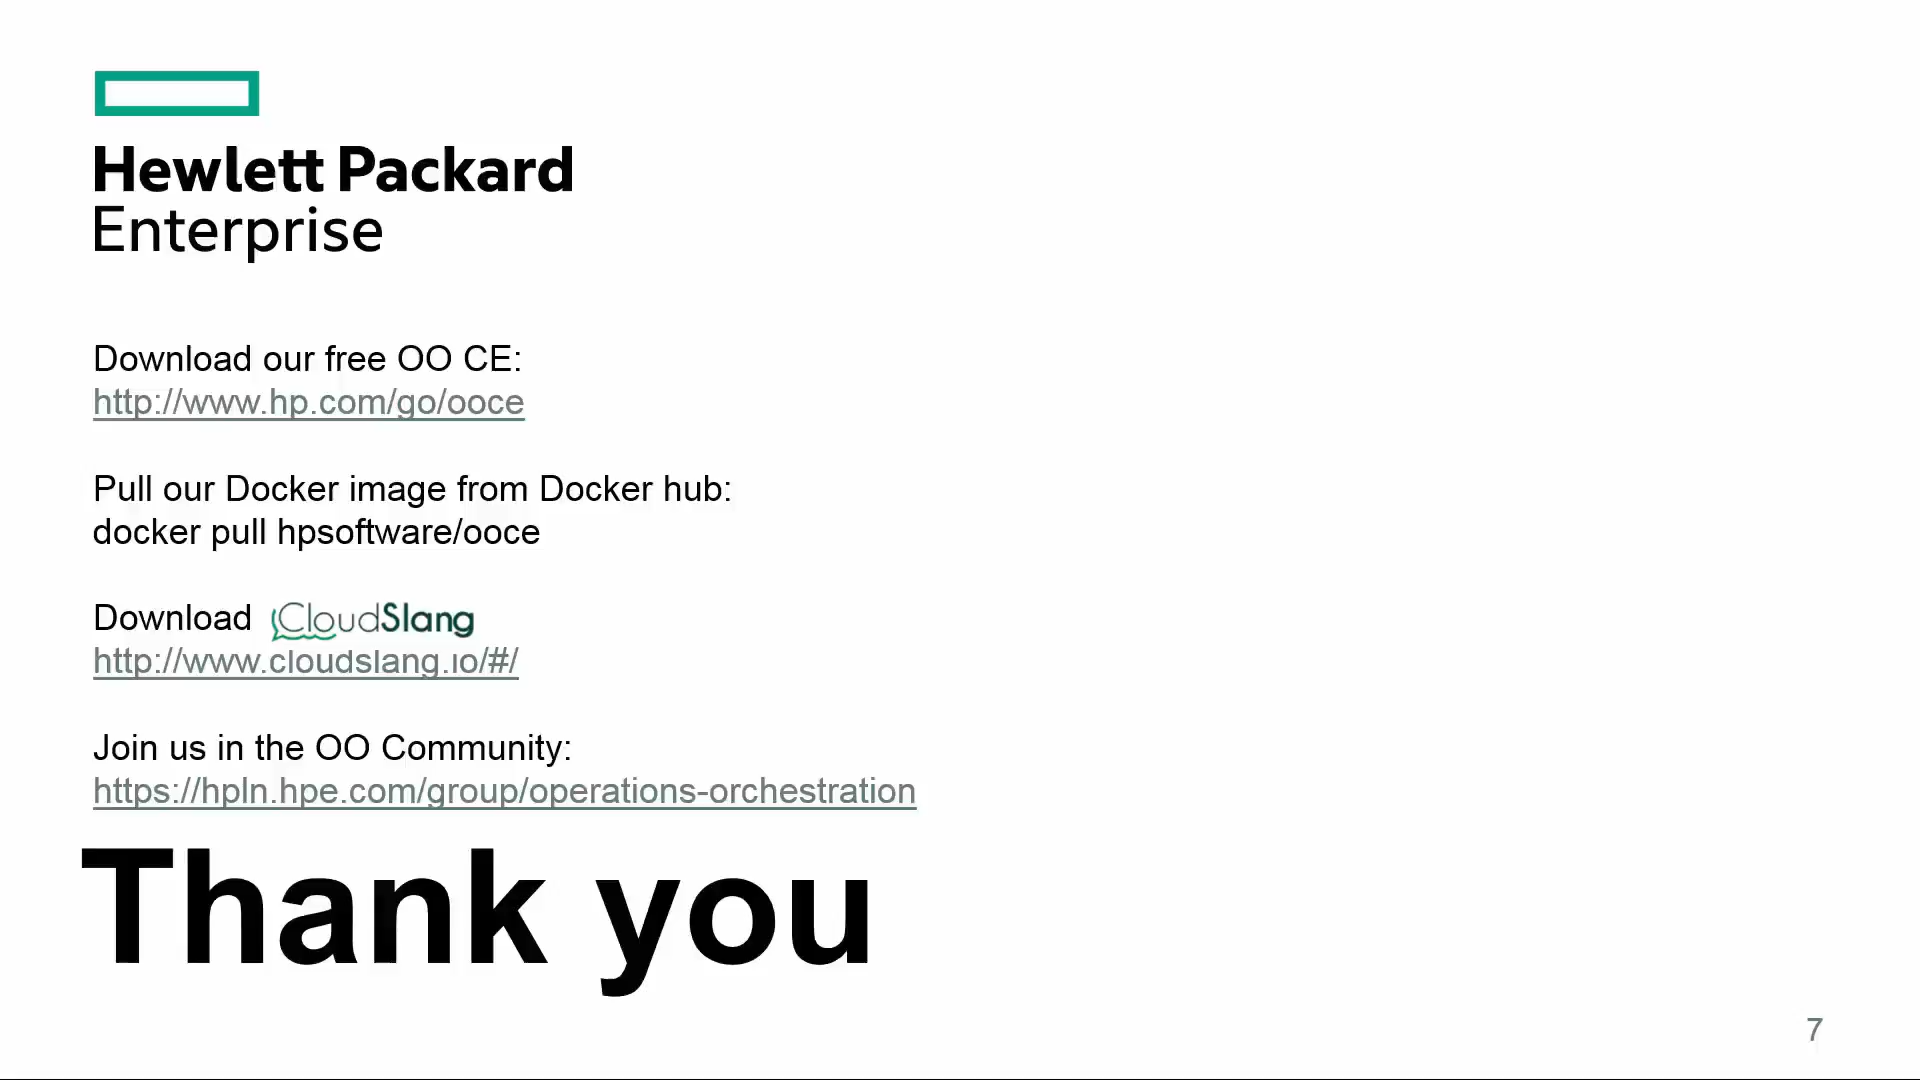 Hewlett Packard
Enterprise
Download our free OO CE:
http://www.hp.com/go/ooce
Pull our Docker image from Docker hub:
docker pull hpsoftware/ooce
Download CloudSlang
http://www.cloudslang.io/#/
Join us in the OO Community:
https://hpln.hpe.com/group/operations-orchestration
Thank you
7